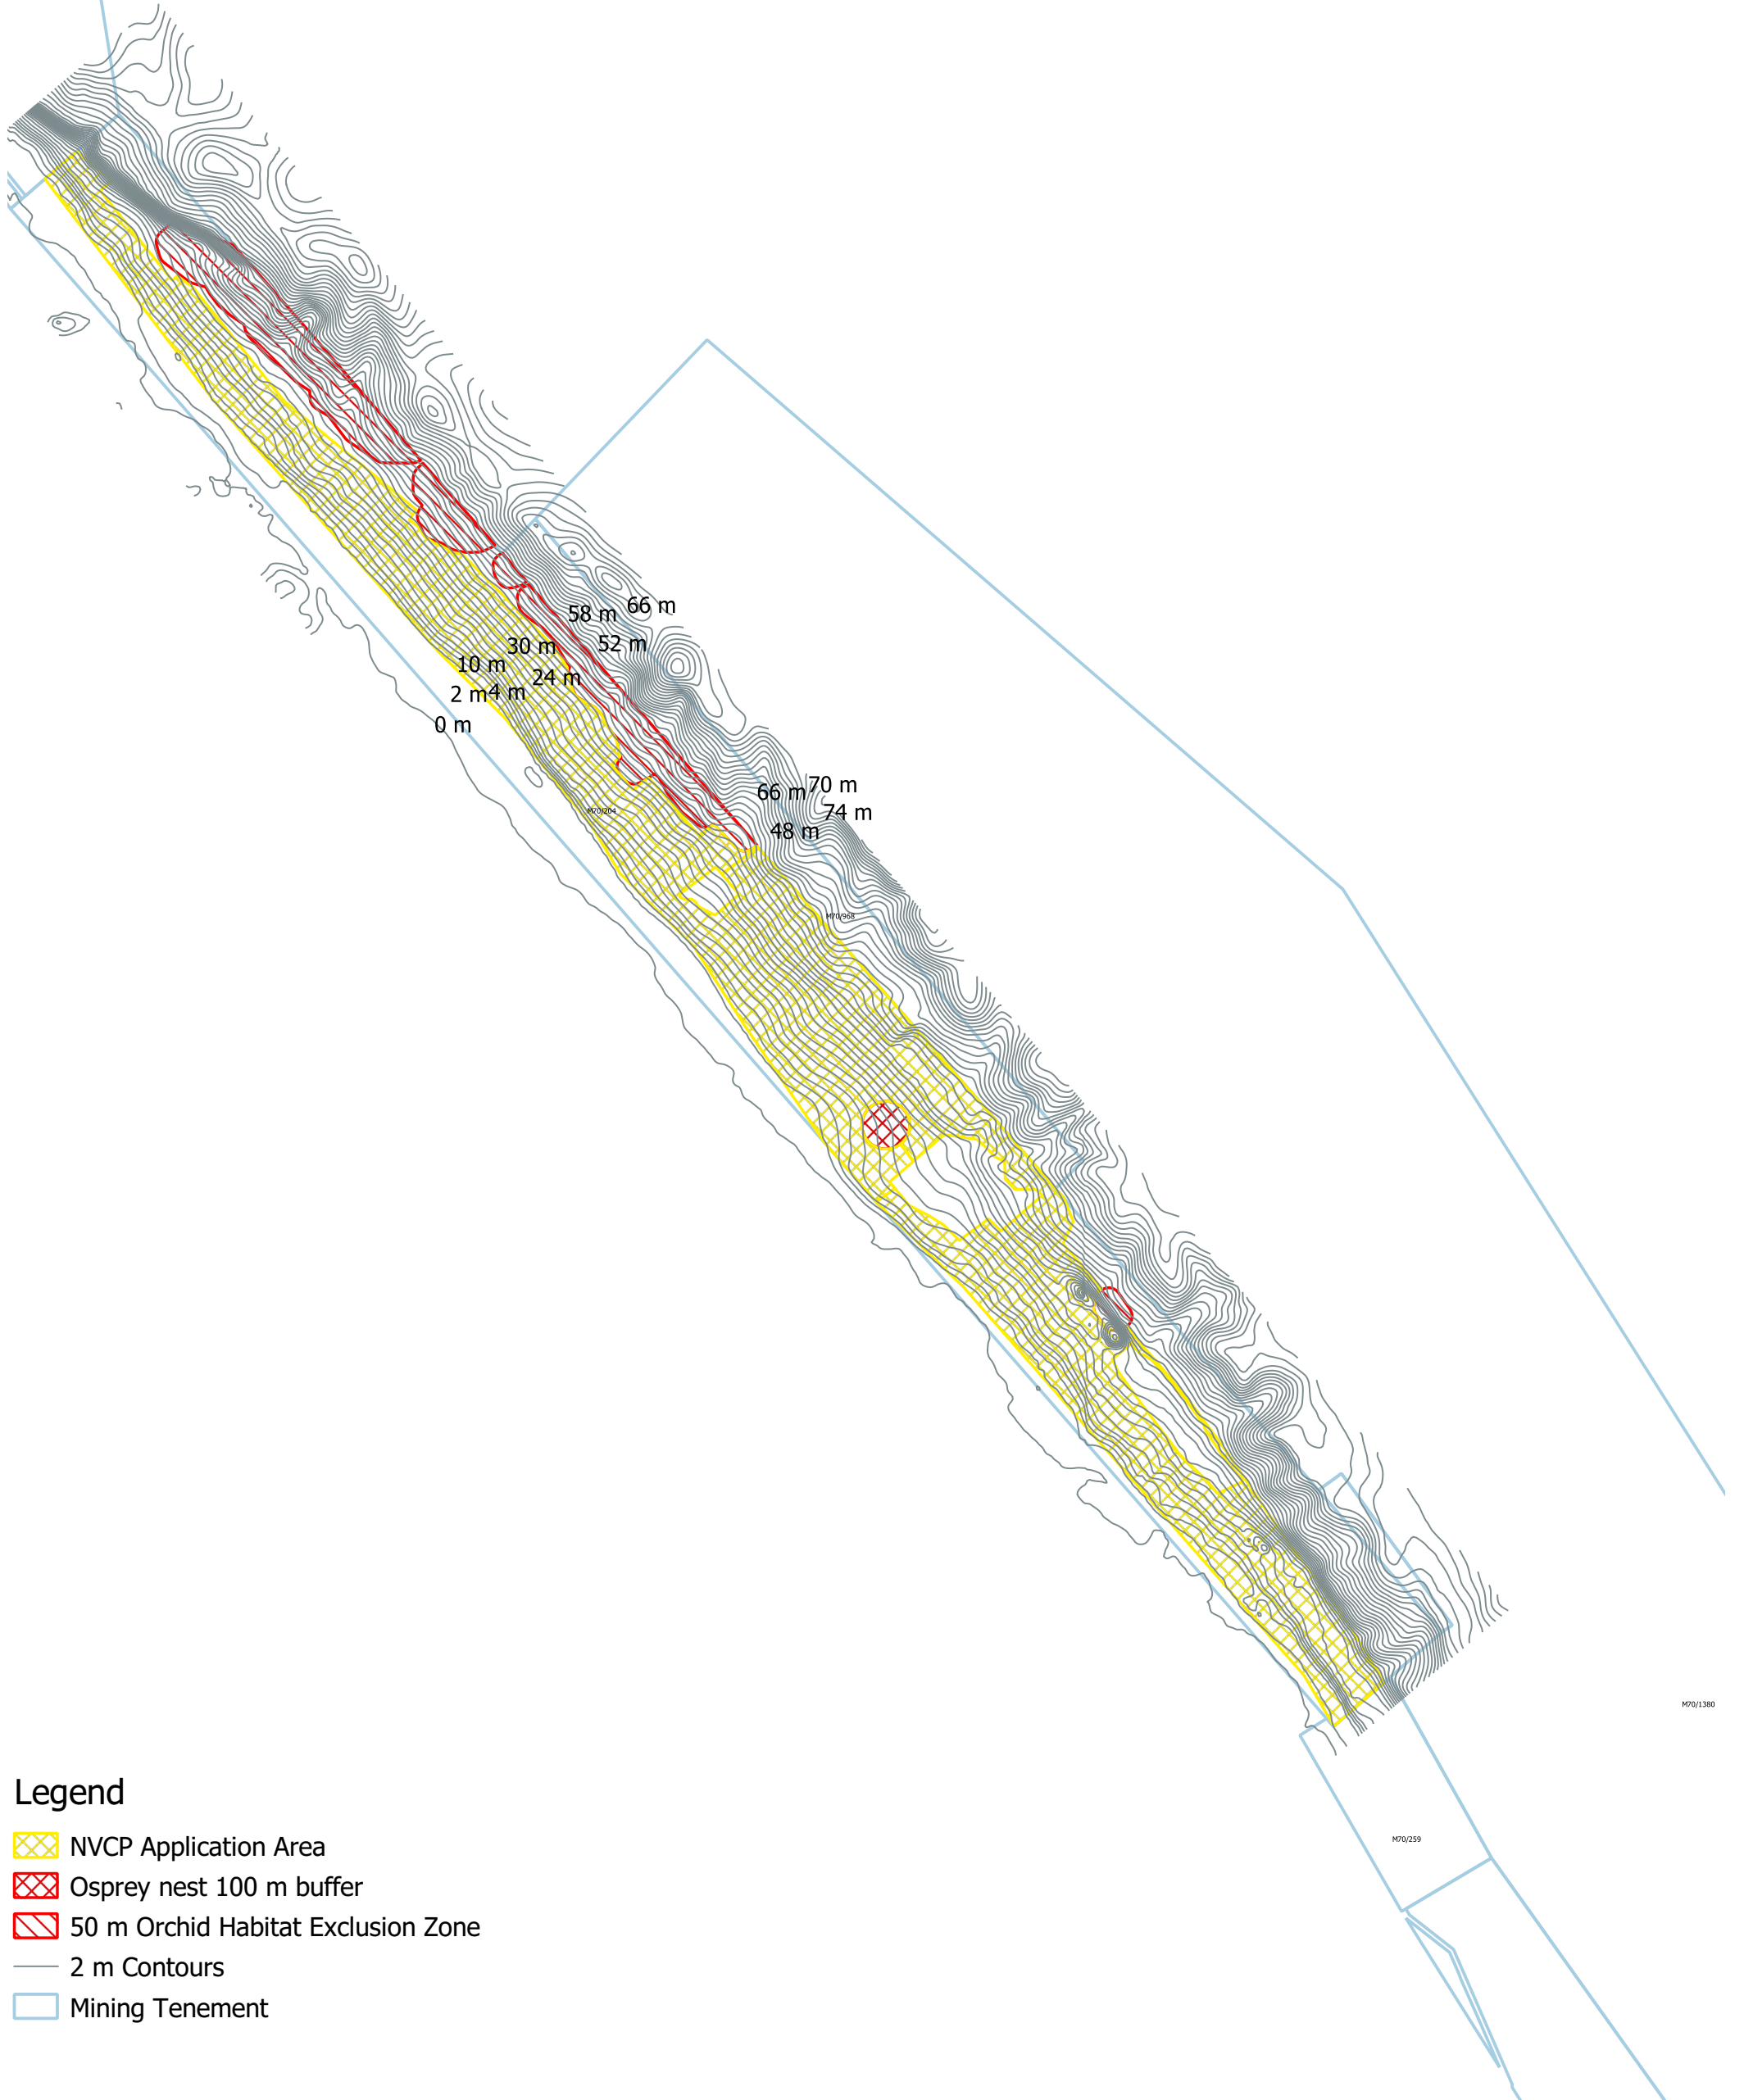 58 m 66 m
30 m 52 m
10 m 24 m
2 m 4 m
0 m
66 m 70 m
74 m
48 m
M70/204
M70/968
M70/1380
M70/259
Legend
NVCP Application Area
Osprey nest 100 m buffer
50 m Orchid Habitat Exclusion Zone
2 m Contours
Mining Tenement